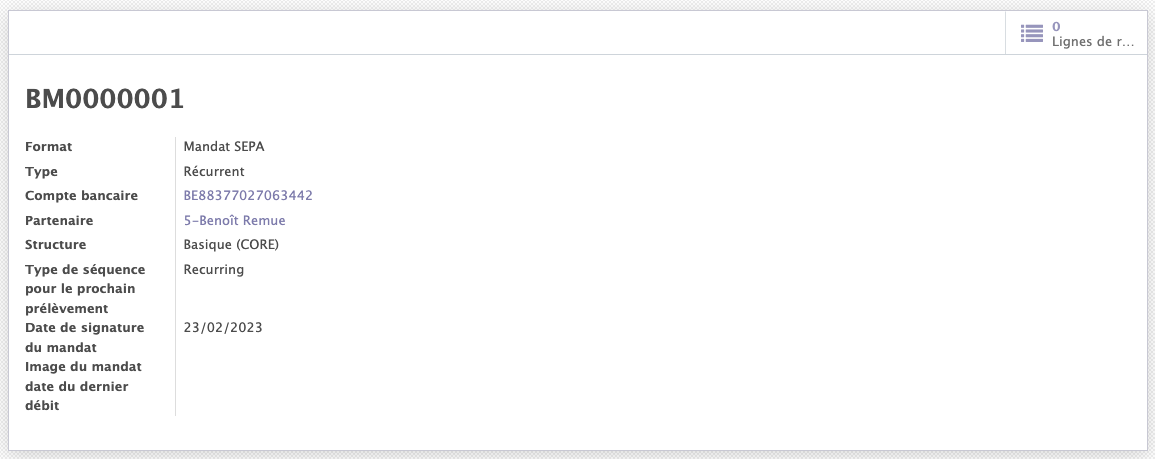 0
Lignes de r...
BM0000001
Format Mandat SEPA
Type Récurrent
Compte bancaire BE88377027063442
Partenaire 5-Benoît Remue
Structure Basique (CORE)
Type de séquence Recurring
pour le prochain
prélèvement
Date de signature 23/02/2023
du mandat
Image du mandat
date du dernier
débit